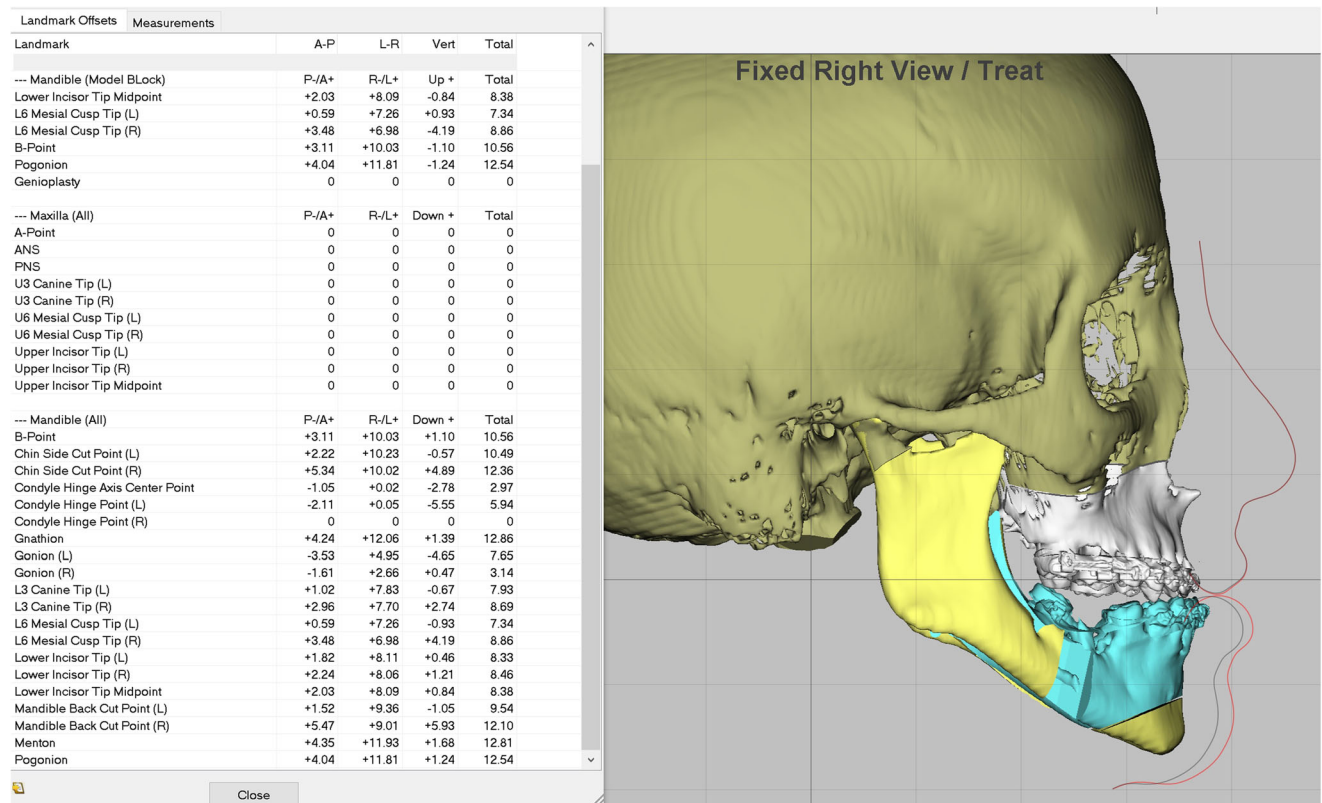 Landmark Offsets Measurements
Landmark A-P L-R Vert Total
--- Mandible (Model BLock) P-/A+ R-/L+ Up + Total
Lower Incisor Tip Midpoint +2.03 +8.09 -0.84 8.38
L6 Mesial Cusp Tip (L) +0.59 +7.26 +0.93 7.34
L6 Mesial Cusp Tip (R) +3.48 +6.98 -4.19 8.86
B-Point +3.11 +10.03 -1.10 10.56
Pogonion +4.04 +11.81 -1.24 12.54
Genioplasty 0 0 0 0
--- Maxilla (All) P-/A+ R-/L+ Down + Total
A-Point 0 0 0 0
ANS 0 0 0 0
PNS 0 0 0 0
U3 Canine Tip (L) 0 0 0 0
U3 Canine Tip (R) 0 0 0 0
U6 Mesial Cusp Tip (L) 0 0 0 0
U6 Mesial Cusp Tip (R) 0 0 0 0
Upper Incisor Tip (L) 0 0 0 0
Upper Incisor Tip (R) 0 0 0 0
Upper Incisor Tip Midpoint 0 0 0 0
--- Mandible (All) P-/A+ R-/L+ Down + Total
B-Point +3.11 +10.03 +1.10 10.56
Chin Side Cut Point (L) +2.22 +10.23 -0.57 10.49
Chin Side Cut Point (R) +5.34 +10.02 +4.89 12.36
Condyle Hinge Axis Center Point -1.05 +0.02 -2.78 2.97
Condyle Hinge Point (L) -2.11 +0.05 -5.55 5.94
Condyle Hinge Point (R) 0 0 0 0
Gnathion +4.24 +12.06 +1.39 12.86
Gonion (L) -3.53 +4.95 -4.65 7.65
Gonion (R) -1.61 +2.66 +0.47 3.14
L3 Canine Tip (L) +1.02 +7.83 -0.67 7.93
L3 Canine Tip (R) +2.96 +7.70 +2.74 8.69
L6 Mesial Cusp Tip (L) +0.59 +7.26 -0.93 7.34
L6 Mesial Cusp Tip (R) +3.48 +6.98 +4.19 8.86
Lower Incisor Tip (L) +1.82 +8.11 +0.46 8.33
Lower Incisor Tip (R) +2.24 +8.06 +1.21 8.46
Lower Incisor Tip Midpoint +2.03 +8.09 +0.84 8.38
Mandible Back Cut Point (L) +1.52 +9.36 -1.05 9.54
Mandible Back Cut Point (R) +5.47 +9.01 +5.93 12.10
Menton +4.35 +11.93 +1.68 12.81
Pogonion +4.04 +11.81 +1.24 12.54
Close
Fixed Right View / Treat